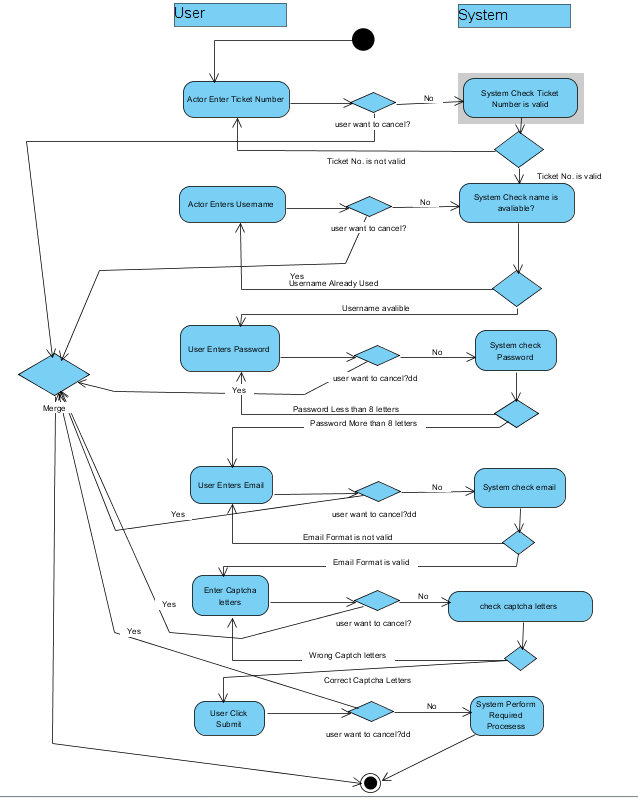 User
System
Actor Enter Ticket Number
No
System Check Ticket
Number is valid
user want to cancel?
Ticket No. is not valid
Ticket No. is valid
Actor Enters Username
No
System Check name is
avaliable?
user want to cancel?
Yes
Username Already Used
Username avalible
User Enters Password
No
System check
Password
user want to cancel?dd
Yes
Merge
Password Less than 8 letters
Password More than 8 letters
User Enters Email
No
System check email
user want to cancel?dd
Yes
Email Format is not valid
Email Format is valid
Enter Captcha
letters
No
check captcha letters
Yes
user want to cancel?
Yes
Wrong Captch letters
Correct Captcha Letters
User Click
Submit
No
System Perform
Required
Procesess
user want to cancel?dd